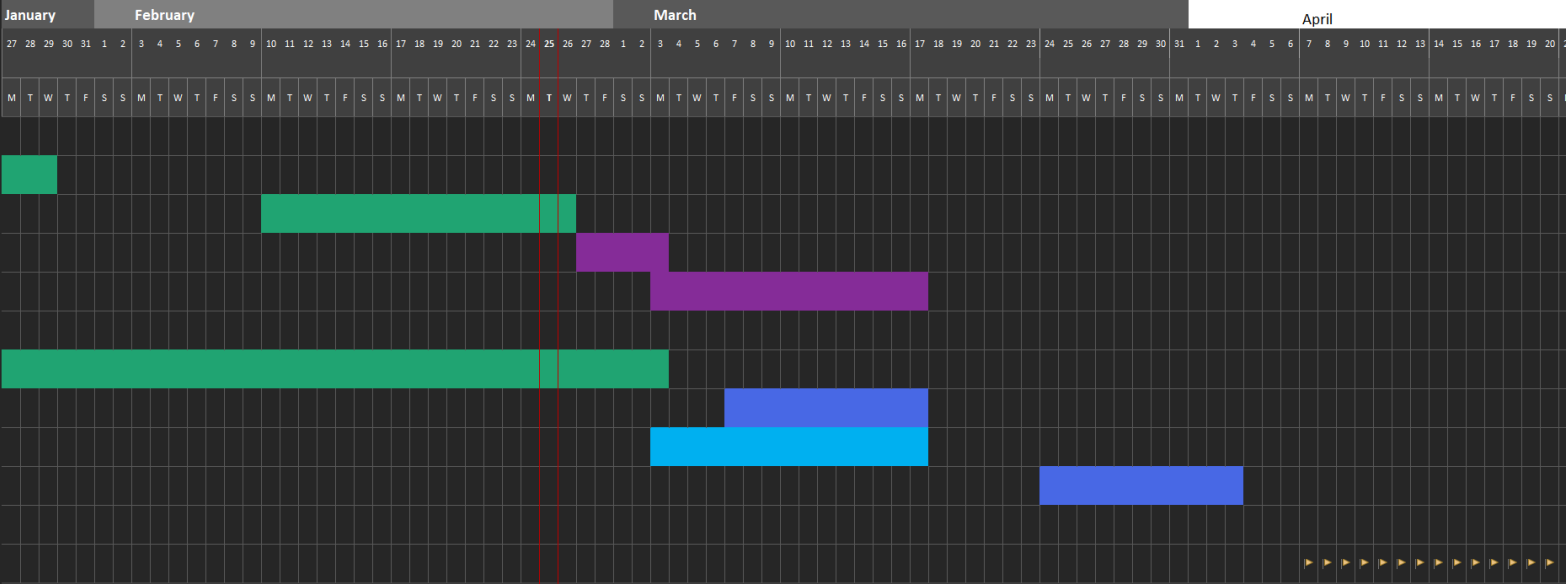 January February March April
27 28 29 30 31 1 2 3 4 5 6 7 8 9 10 11 12 13 14 15 16 17 18 19 20 21 22 23 24 25 26 27 28 1 2 3 4 5 6 7 8 9 10 11 12 13 14 15 16 17 18 19 20 21 22 23 24 25 26 27 28 29 30 31 1 2 3 4 5 6 7 8 9 10 11 12 13 14 15 16 17 18 19 20
M T W T F S S M T W T F S S M T W T F S S M T W T F S S M T W T F S S M T W T F S S M T W T F S S M T W T F S S M T W T F S S M T W T F S S M T W T F S S M T W T F S S